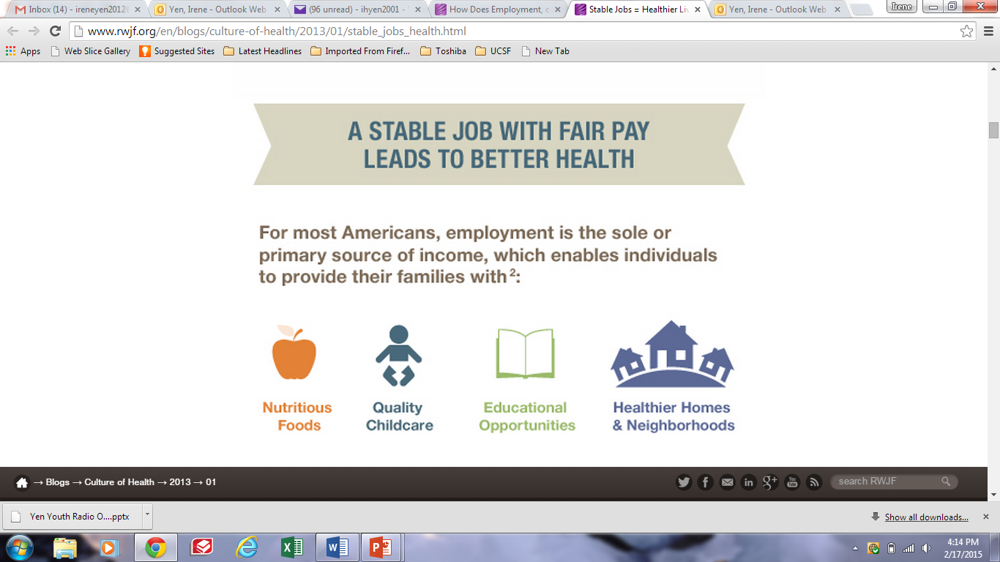 Inbox (14) - ireneyen2012
Yen, Irene - Outlook Web
(96 unread) - ihyen2001 -
How Does Employment,
Stable Jobs = Healthier Liv
Yen, Irene - Outlook Web
Irene
www.rwjf.org/en/blogs/culture-of-health/2013/01/stable_jobs_health.html
Apps
Web Slice Gallery
Suggested Sites
Latest Headlines
Imported From Firef...
Toshiba
UCSF
New Tab
A STABLE JOB WITH FAIR PAY
LEADS TO BETTER HEALTH
For most Americans, employment is the sole or
primary source of income, which enables individuals
to provide their families with²:
Nutritious
Foods
Quality
Childcare
Educational
Opportunities
Healthier Homes
& Neighborhoods
→ Blogs → Culture of Health → 2013 → 01
in
g+
You
Tube
search RWJF
Yen Youth Radio O....pptx
Show all downloads...
4:14 PM
2/17/2015